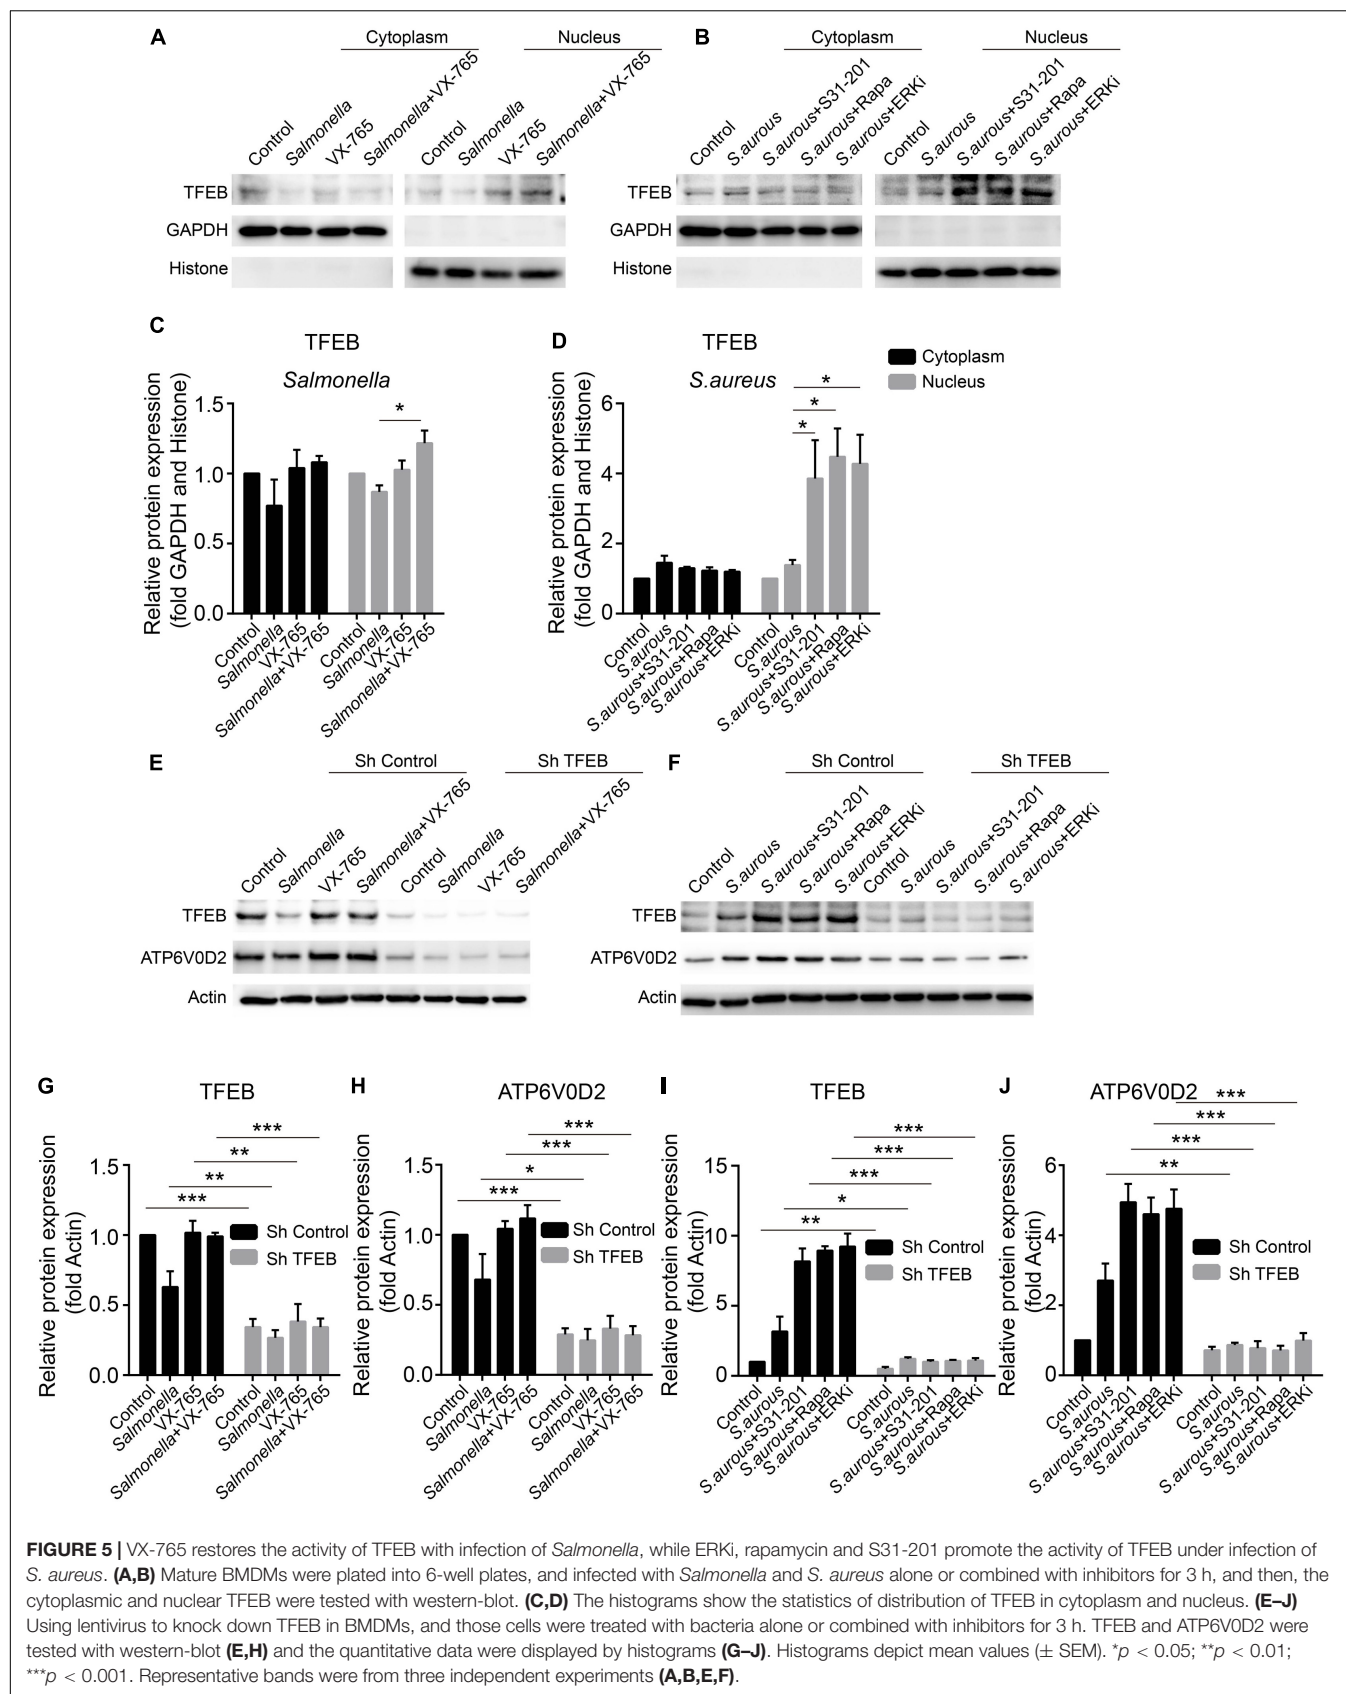 A
Cytoplasm
Nucleus
Control
Salmonella
VX-765
Salmonella+VX-765
Control
Salmonella
VX-765
Salmonella+VX-765
TFEB
GAPDH
Histone
B
Cytoplasm
Nucleus
Control
S.aurous
S.aurous+S31-201
S.aurous+Rapa
S.aurous+ERKi
Control
S.aurous
S.aurous+S31-201
S.aurous+Rapa
S.aurous+ERKi
TFEB
GAPDH
Histone
C
TFEB
Salmonella
Relative protein expression
(fold GAPDH and Histone)
1.5
1.0
0.5
0.0
*
Control
Salmonella
VX-765
Salmonella+VX-765
Control
Salmonella
VX-765
Salmonella+VX-765
D
TFEB
S.aureus
Cytoplasm
Nucleus
Relative protein expression
(fold GAPDH and Histone)
6
4
2
0
*
*
*
Control
S.aurous
S.aurous+S31-201
S.aurous+Rapa
S.aurous+ERKi
Control
S.aurous
S.aurous+S31-201
S.aurous+Rapa
S.aurous+ERKi
E
Sh Control
Sh TFEB
Control
Salmonella
VX-765
Salmonella+VX-765
Control
Salmonella
VX-765
Salmonella+VX-765
TFEB
ATP6V0D2
Actin
F
Sh Control
Sh TFEB
Control
S.aurous
S.aurous+S31-201
S.aurous+Rapa
S.aurous+ERKi
Control
S.aurous
S.aurous+S31-201
S.aurous+Rapa
S.aurous+ERKi
TFEB
ATP6V0D2
Actin
G
TFEB
Relative protein expression
(fold Actin)
1.5
1.0
0.5
0.0
***
**
**
***
Sh Control
Sh TFEB
Control
Salmonella
VX-765
Salmonella+VX-765
Control
Salmonella
VX-765
Salmonella+VX-765
H
ATP6V0D2
Relative protein expression
(fold Actin)
1.5
1.0
0.5
0.0
***
***
*
***
Sh Control
Sh TFEB
Control
Salmonella
VX-765
Salmonella+VX-765
Control
Salmonella
VX-765
Salmonella+VX-765
I
TFEB
Relative protein expression
(fold Actin)
15
10
5
0
***
***
***
*
**
Sh Control
Sh TFEB
Control
S.aurous
S.aurous+S31-201
S.aurous+Rapa
S.aurous+ERKi
Control
S.aurous
S.aurous+S31-201
S.aurous+Rapa
S.aurous+ERKi
J
ATP6V0D2
Relative protein expression
(fold Actin)
6
4
2
0
***
***
***
**
Sh Control
Sh TFEB
Control
S.aurous
S.aurous+S31-201
S.aurous+Rapa
S.aurous+ERKi
Control
S.aurous
S.aurous+S31-201
S.aurous+Rapa
S.aurous+ERKi
FIGURE 5 | VX-765 restores the activity of TFEB with infection of Salmonella, while ERKi, rapamycin and S31-201 promote the activity of TFEB under infection of
S. aureus. (A,B) Mature BMDMs were plated into 6-well plates, and infected with Salmonella and S. aureus alone or combined with inhibitors for 3 h, and then, the
cytoplasmic and nuclear TFEB were tested with western-blot. (C,D) The histograms show the statistics of distribution of TFEB in cytoplasm and nucleus. (E–J)
Using lentivirus to knock down TFEB in BMDMs, and those cells were treated with bacteria alone or combined with inhibitors for 3 h. TFEB and ATP6V0D2 were
tested with western-blot (E,H) and the quantitative data were displayed by histograms (G–J). Histograms depict mean values (± SEM). *p < 0.05; **p < 0.01;
***p < 0.001. Representative bands were from three independent experiments (A,B,E,F).